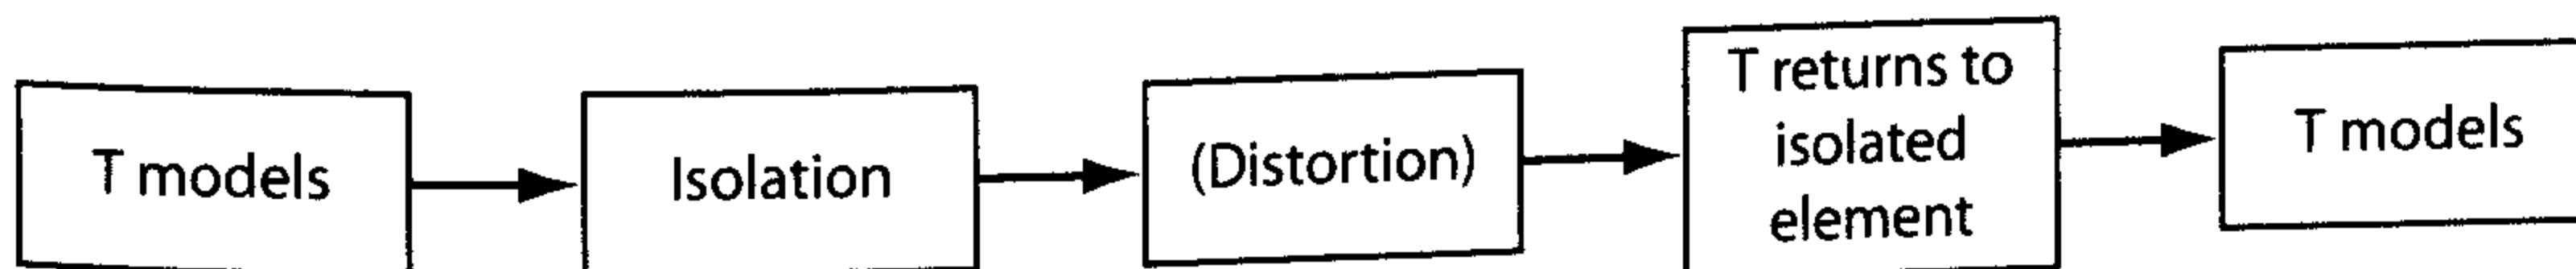 T models
Isolation
(Distortion)
T returns to
isolated
element
T models